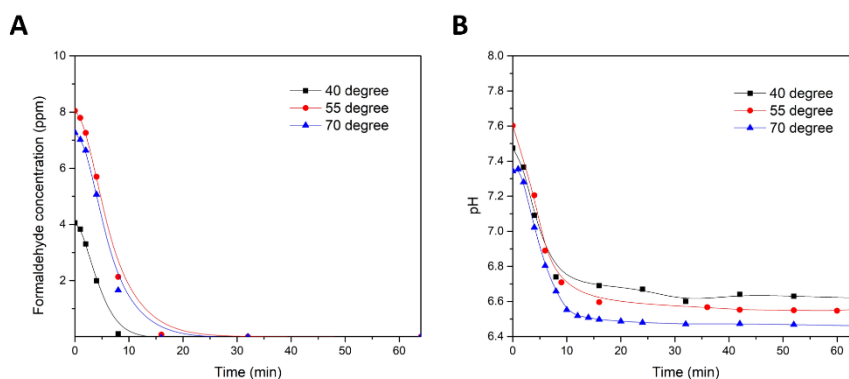 A
Formaldehyde concentration (ppm)
10
8
6
4
2
0
10
20
30
40
50
60
Time (min)
40 degree
55 degree
70 degree
B
pH
8.0
7.8
7.6
7.4
7.2
7.0
6.8
6.6
6.4
0
10
20
30
40
50
60
Time (min)
40 degree
55 degree
70 degree